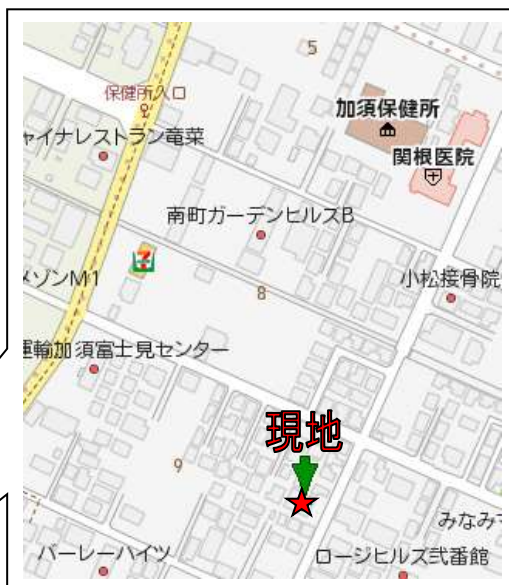 5
保健所入口
加須保健所
ャイナレストラン竜菜
関根医院
南町ガーデンヒルズB
7
メゾンM1
8
小松接骨院
運輸加須富士見センター
現地
9
みなみ
バーレーハイツ
ロージヒルズ弐番館